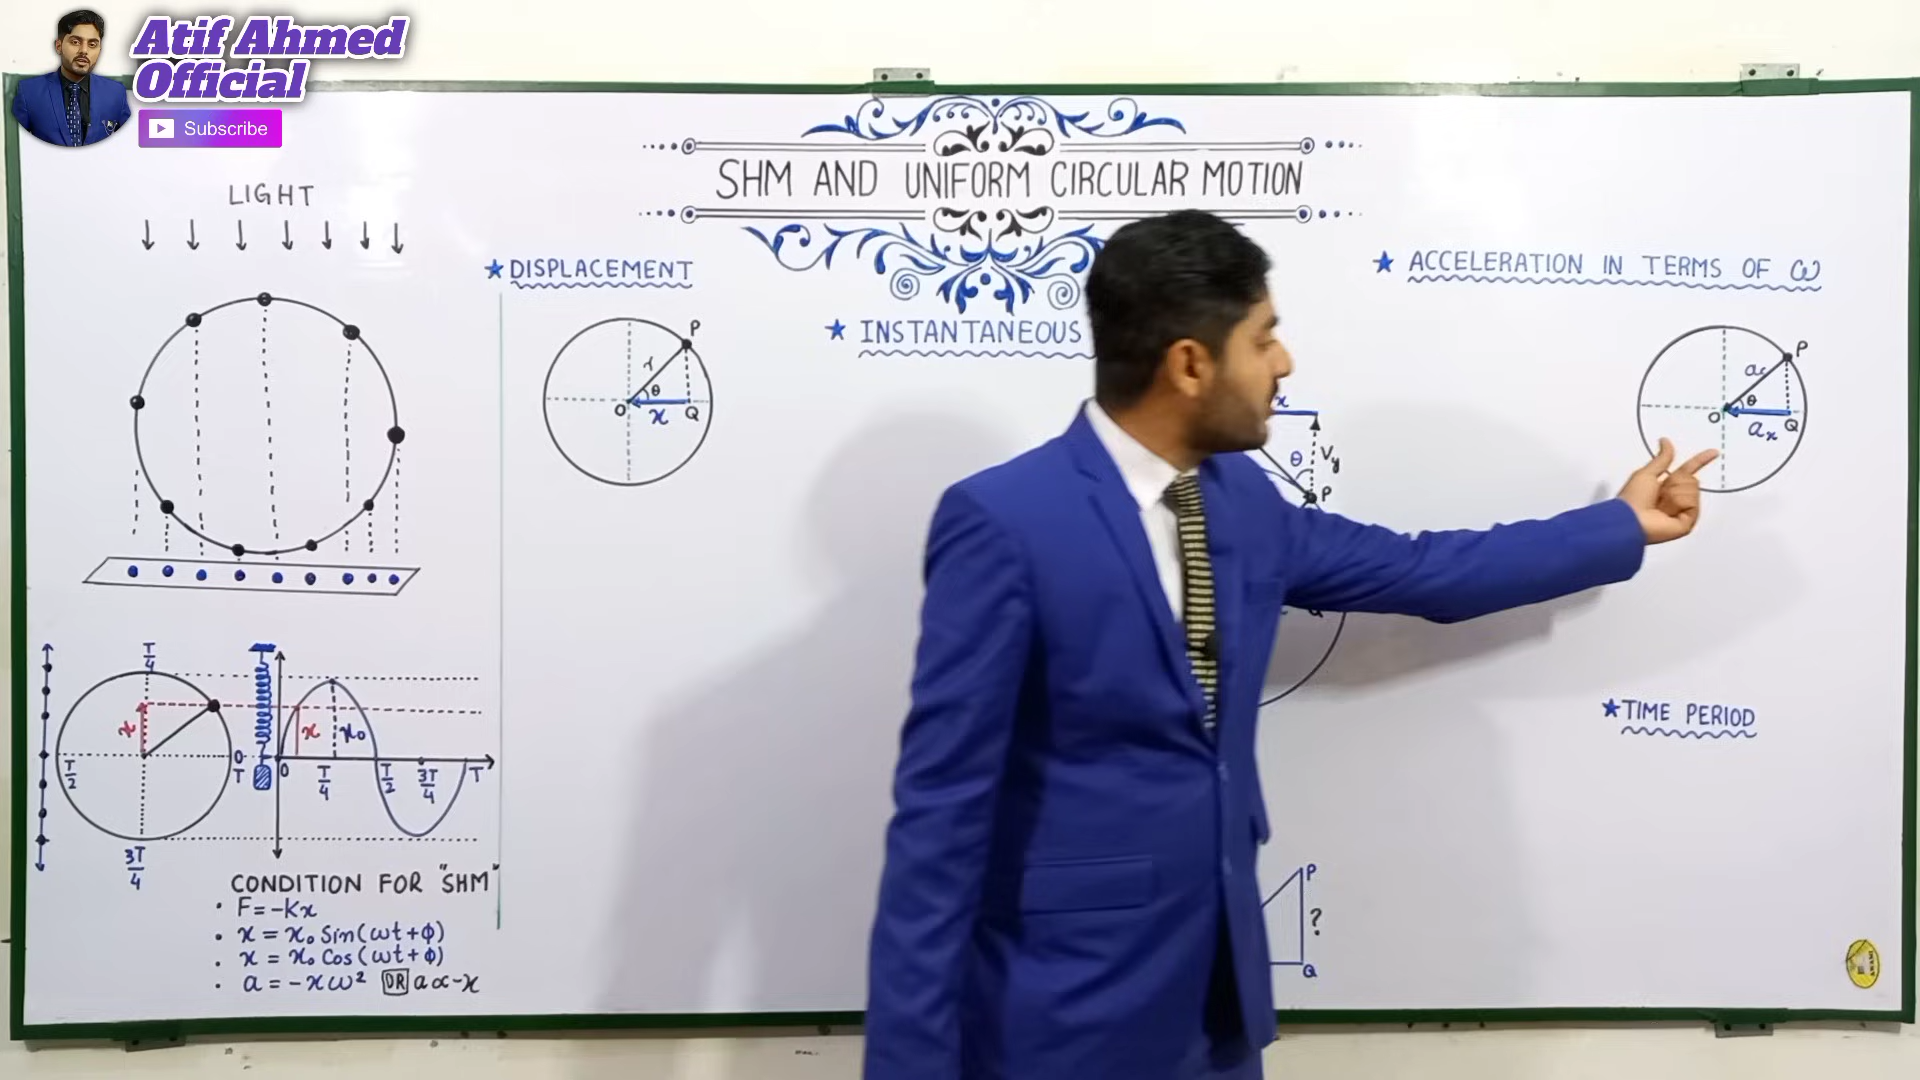 Atif Ahmed
Official
Subscribe
SHM AND UNIFORM CIRCULAR MOTION
LIGHT
★ DISPLACEMENT
P
r
θ
O
x
Q
★ INSTANTANEOUS
x
θ
Vy
P
★ ACCELERATION IN TERMS OF ω
P
ac
θ
O
ax
Q
★ TIME PERIOD
T/4
x
T/2
O
T
3T/4
x
x₀
O
T/4
T/2
3T/4
T
CONDITION FOR "SHM"
• F = -Kx
• x = x₀ Sin(ωt + ϕ)
• x = x₀ Cos(ωt + ϕ)
• a = -xω² OR a ∝ -x
P
?
Q